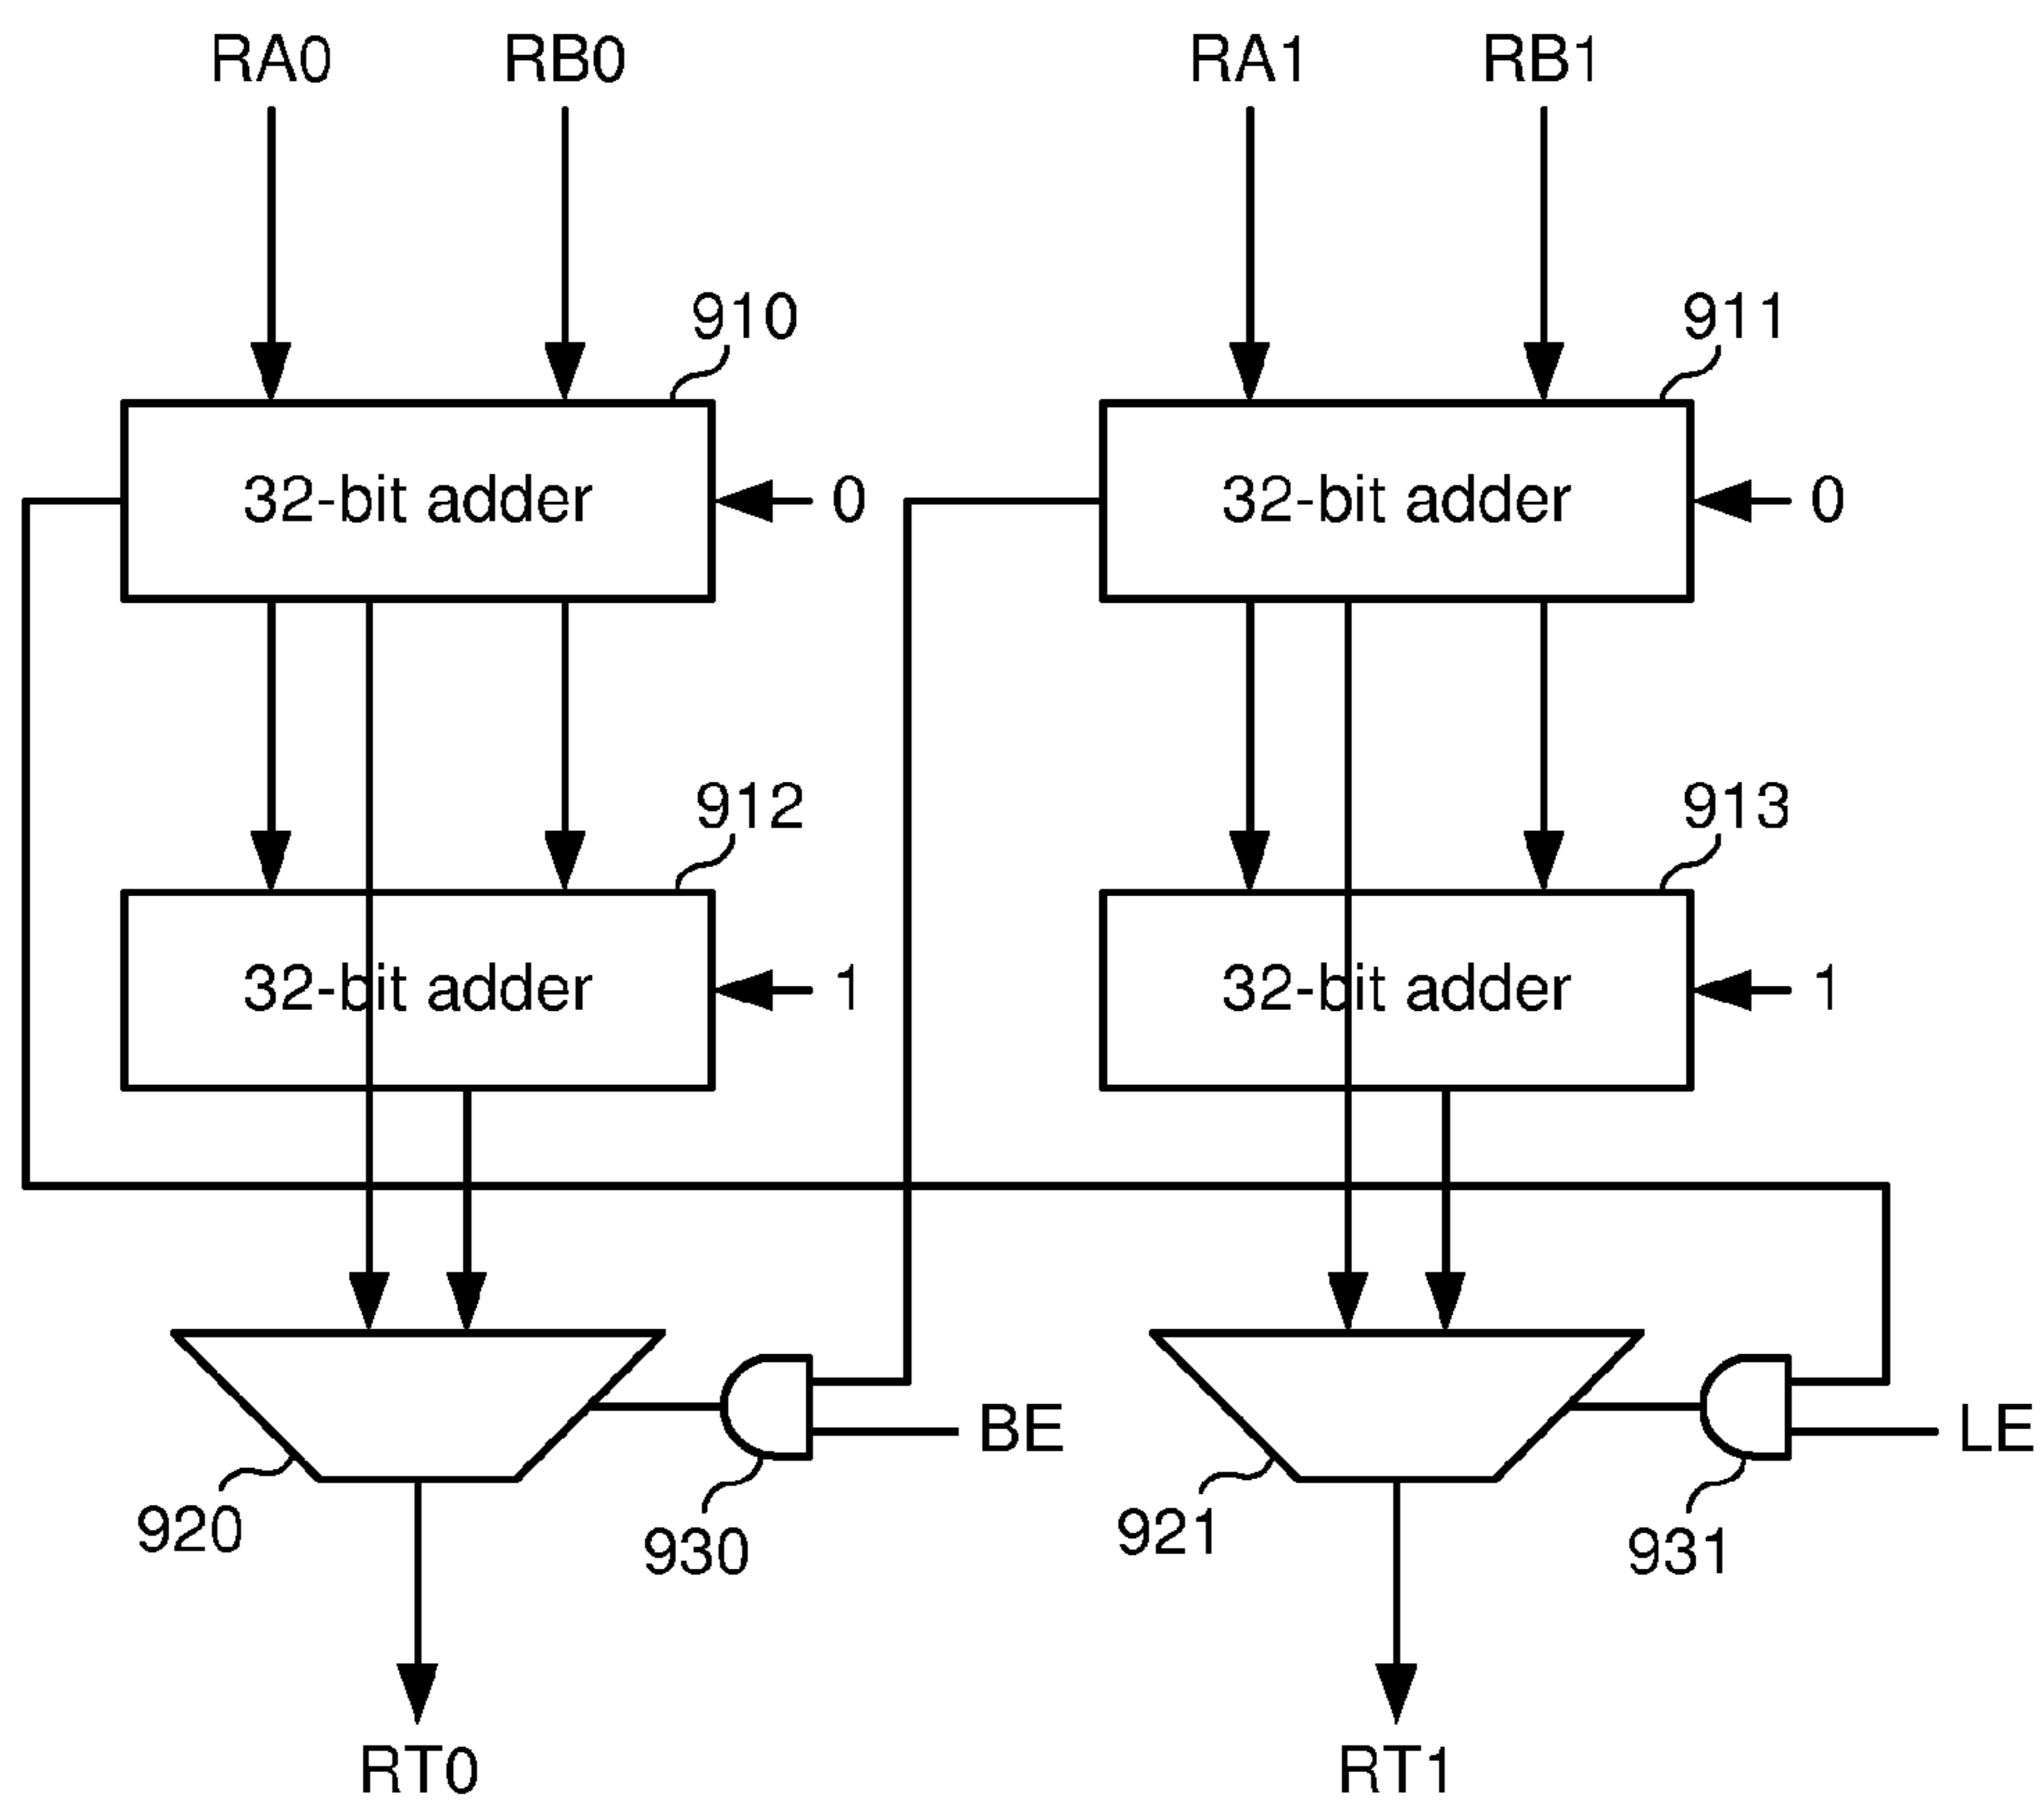 RA0 RB0 RA1 RB1
910 911
32-bit adder 0 32-bit adder 0
912 913
32-bit adder 1 32-bit adder 1
BE LE
920 930 921 931
RT0 RT1